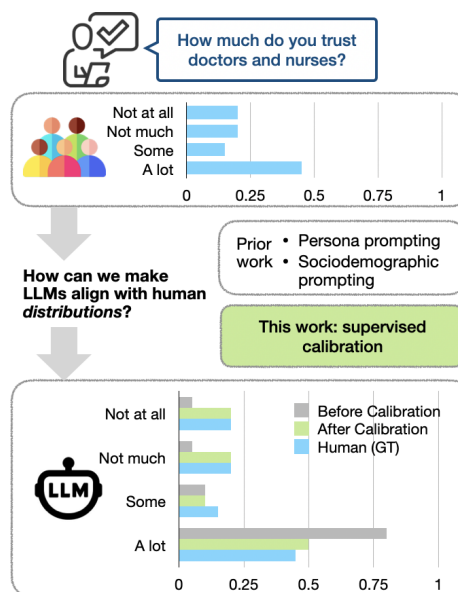 How much do you trust
doctors and nurses?
Not at all
Not much
Some
A lot
0 0.25 0.5 0.75 1
Prior work
• Persona prompting
• Sociodemographic
prompting
How can we make
LLMs align with human
distributions?
This work: supervised
calibration
Before Calibration
After Calibration
Human (GT)
Not at all
Not much
Some
A lot
LLM
0 0.25 0.5 0.75 1